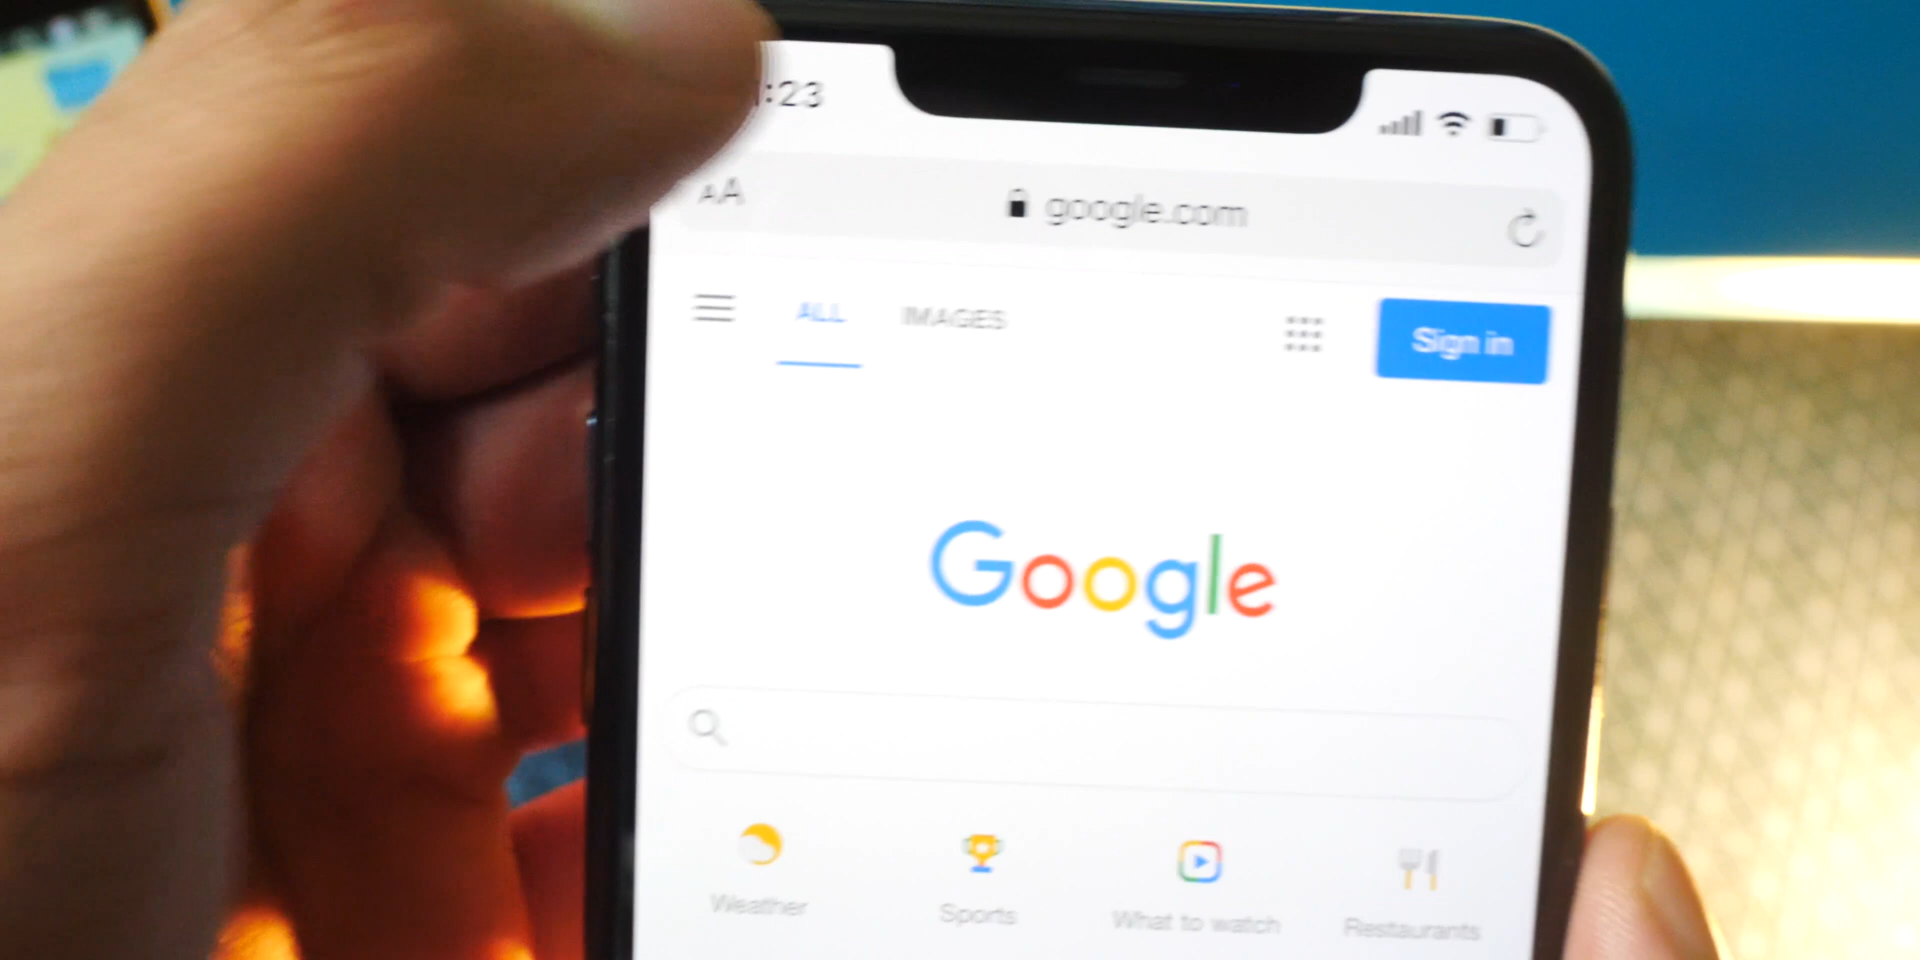 :23
AA
google.com
ALL IMAGES
Sign in
Google
Weather
Sports
What to watch
Restaurants